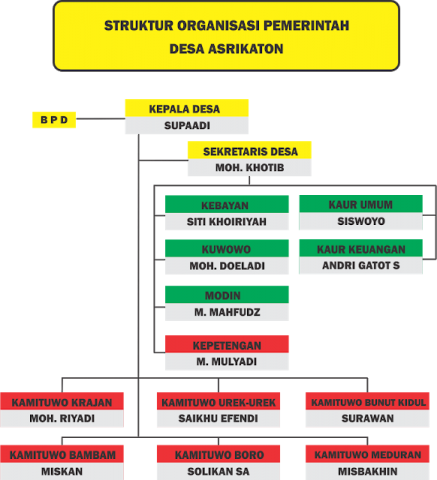 STRUKTUR ORGANISASI PEMERINTAH
DESA ASRIKATON
KEPALA DESA
B P D
SUPAADI
SEKRETARIS DESA
MOH. KHOTIB
KEBAYAN
KAUR UMUM
SITI KHOIRIYAH
SISWOYO
KUWOWO
KAUR KEUANGAN
MOH. DOELADI
ANDRI GATOT S
MODIN
M. MAHFUDZ
KEPETENGAN
M. MULYADI
KAMITUWO KRAJAN
KAMITUWO UREK-UREK
KAMITUWO BUNUT KIDUL
MOH. RIYADI
SAIKHU EFENDI
SURAWAN
KAMITUWO BAMBAM
KAMITUWO BORO
KAMITUWO MEDURAN
MISKAN
SOLIKAN SA
MISBAKHIN